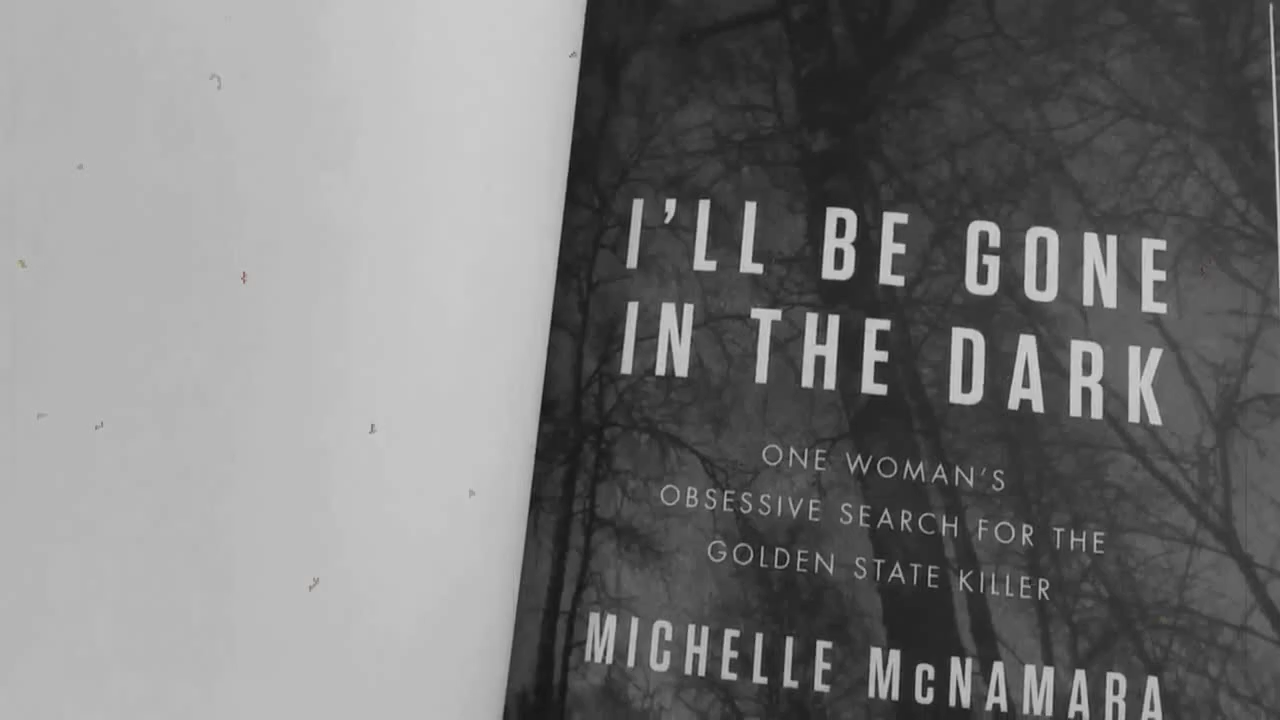 I'LL BE GONE
IN THE DARK
ONE WOMAN'S
OBSESSIVE SEARCH FOR THE
GOLDEN STATE KILLER
MICHELLE McNAMARA